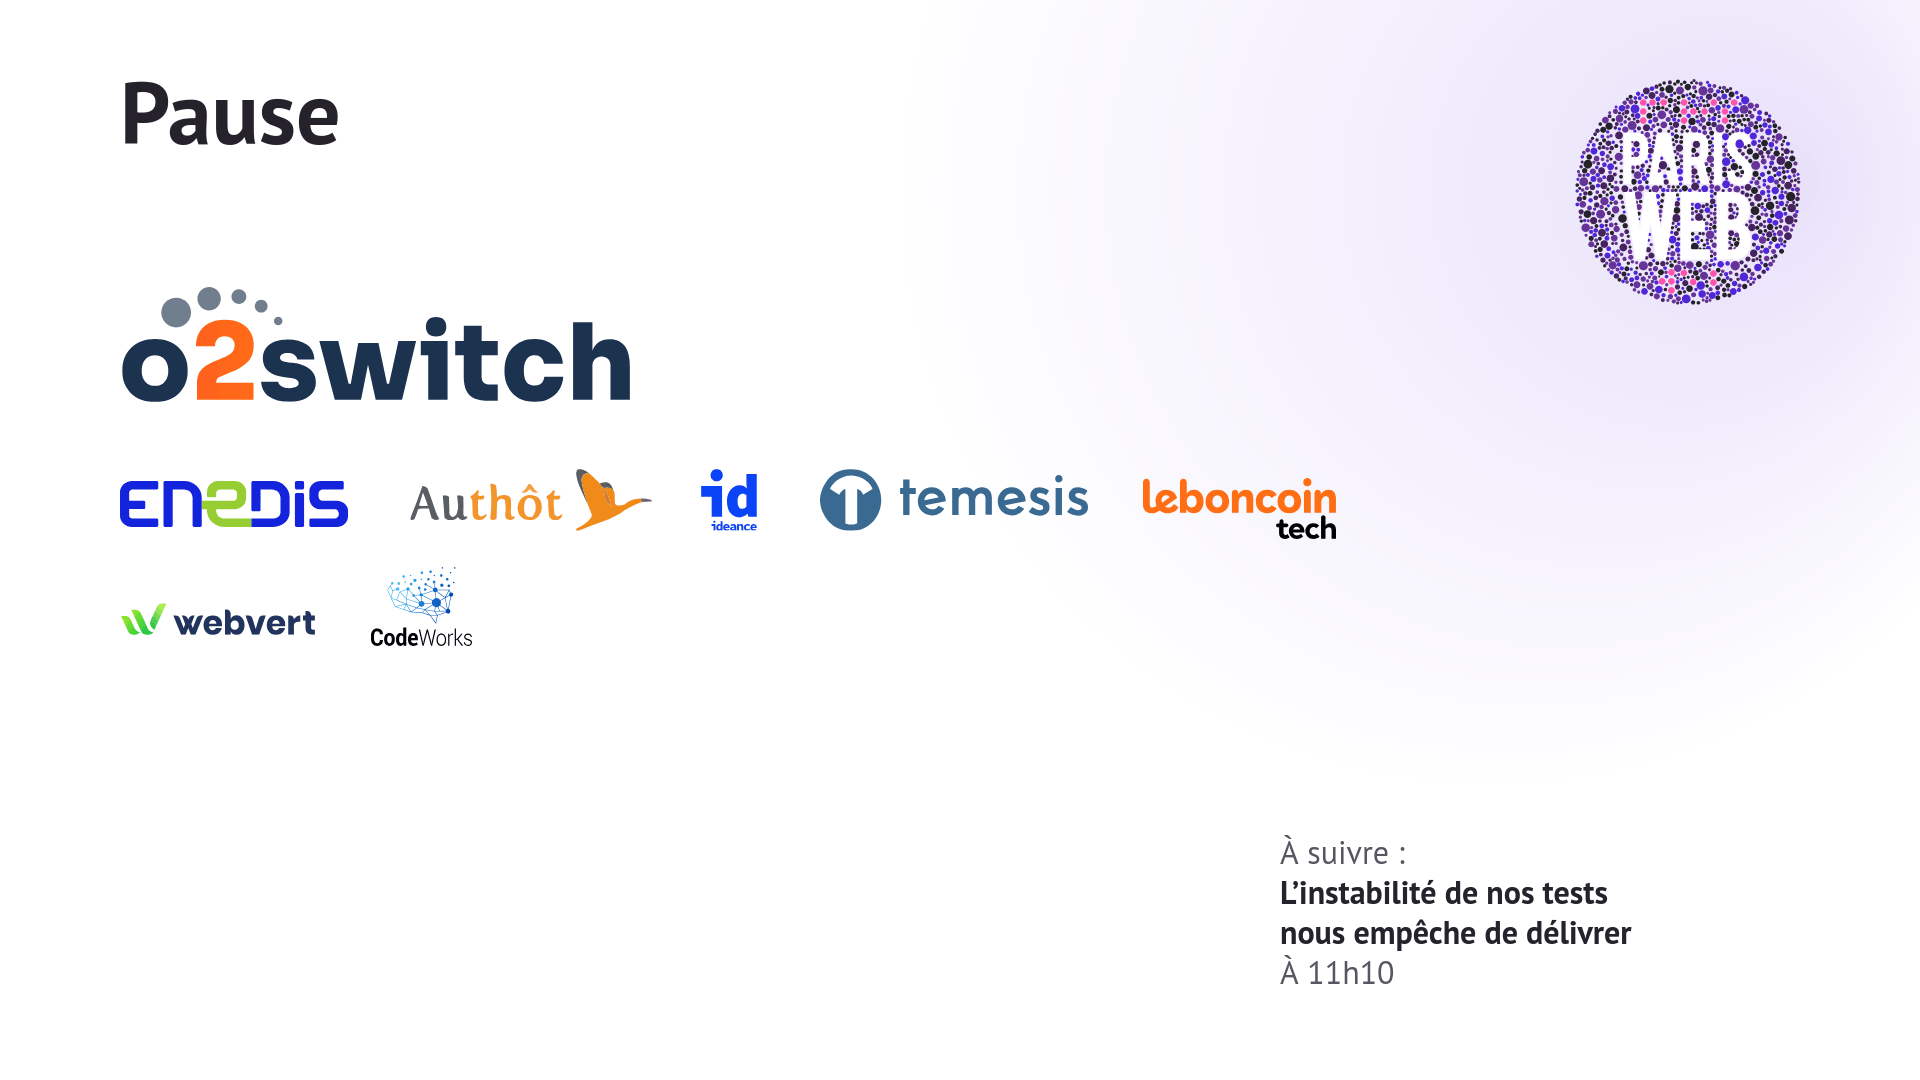 Pause
PARIS
WEB
o2switch
ENEDIS
Authôt
id
ideance
temesis
leboncoin
tech
webvert
CodeWorks
À suivre :
L’instabilité de nos tests
nous empêche de délivrer
À 11h10